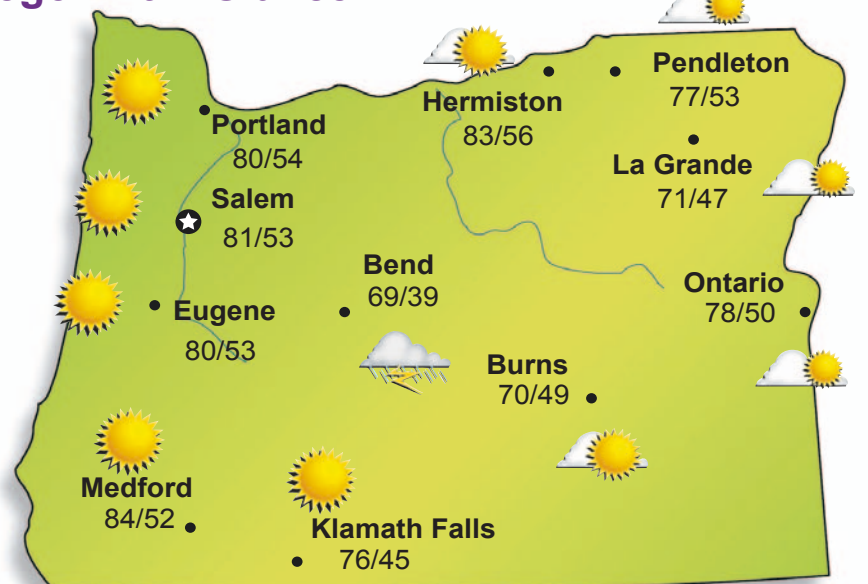 Pendleton
77/53
Hermiston
83/56
Portland
80/54
La Grande
71/47
Salem
81/53
Bend
69/39
Ontario
78/50
Eugene
80/53
Burns
70/49
Medford
84/52
Klamath Falls
76/45